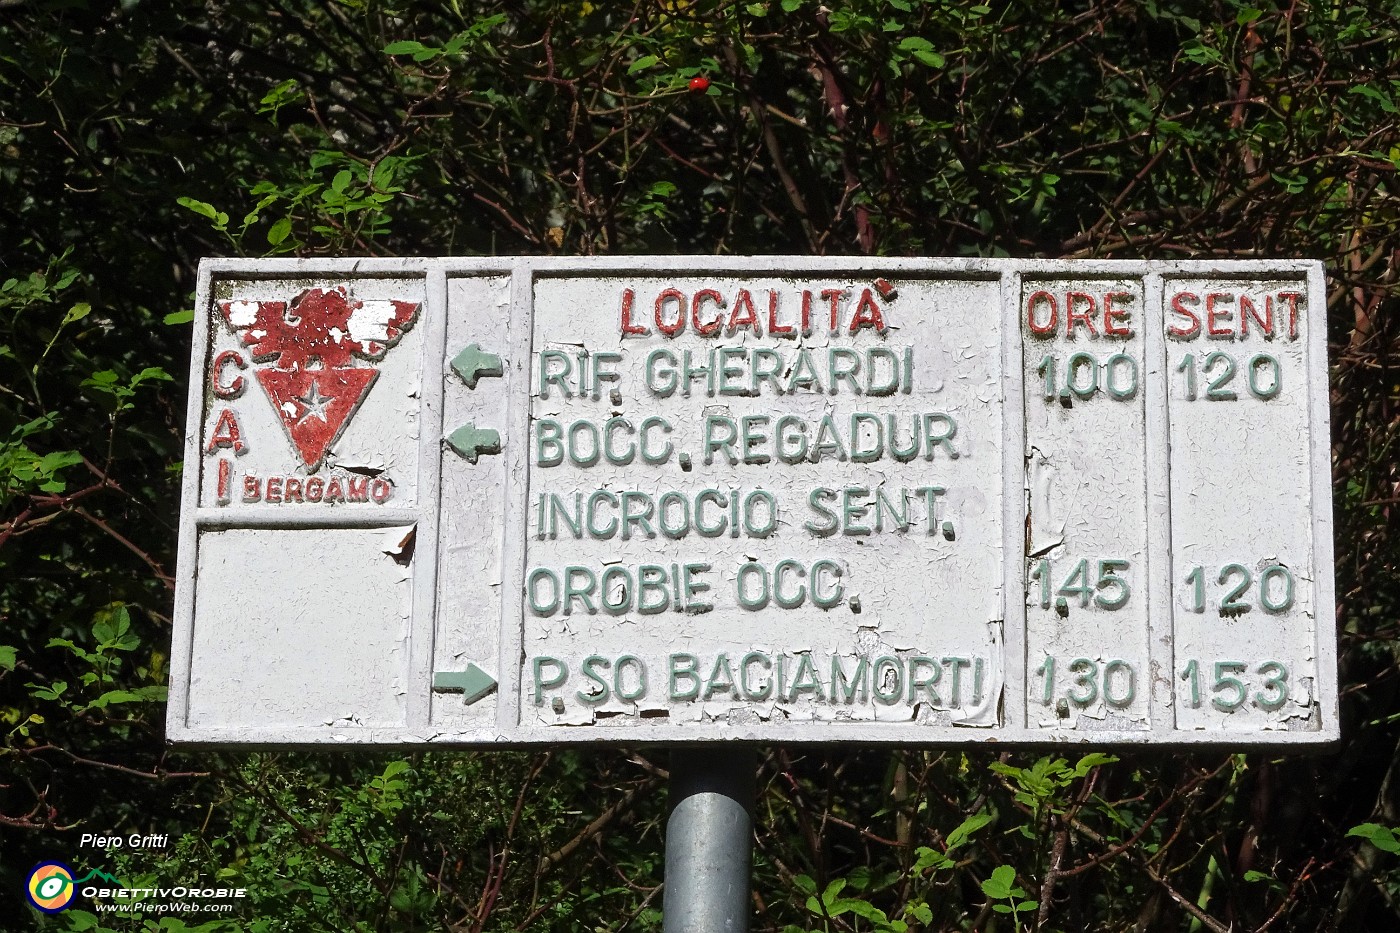 LOCALITÀ ORE SENT
RIF. GHERARDI 1.00 120
BOCC. REGADUR
INCROCIO SENT.
OROBIE OCC. 1.45 120
P.SO BAGIAMORTI 1.30 153
C.A.I
BERGAMO
Piero Gritti
OBIETTIVOROBIE
www.PieroWeb.com